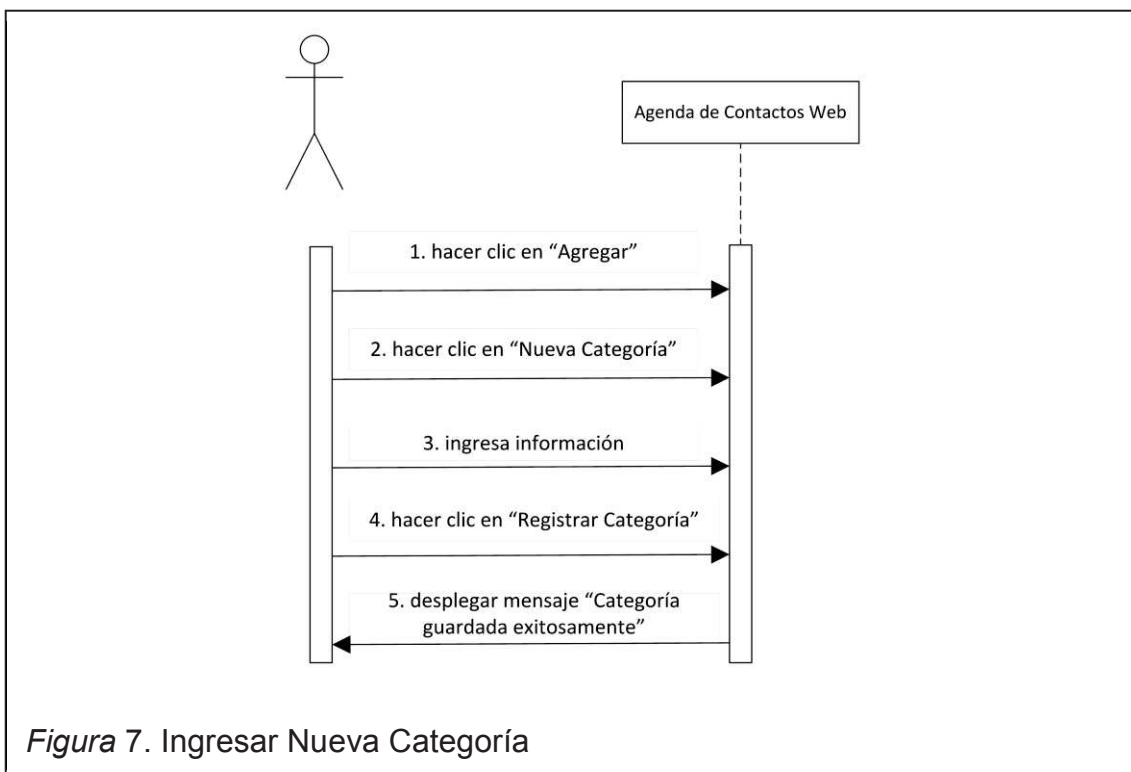 Agenda de Contactos Web
1. hacer clic en “Agregar”
2. hacer clic en “Nueva Categoría”
3. ingresa información
4. hacer clic en “Registrar Categoría”
5. desplegar mensaje “Categoría
guardada exitosamente”
Figura 7. Ingresar Nueva Categoría